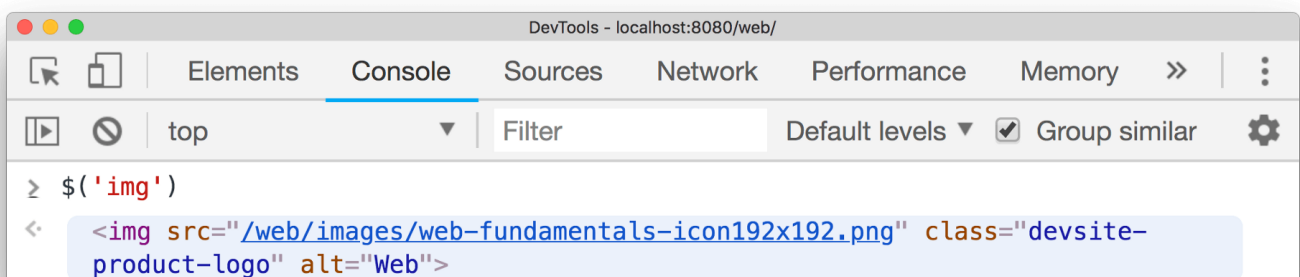 DevTools - localhost:8080/web/
Elements Console Sources Network Performance Memory »
top ▼ Filter Default levels ▼ Group similar
> $('img')
<img src="/web/images/web-fundamentals-icon192x192.png" class="devsite-
product-logo" alt="Web">